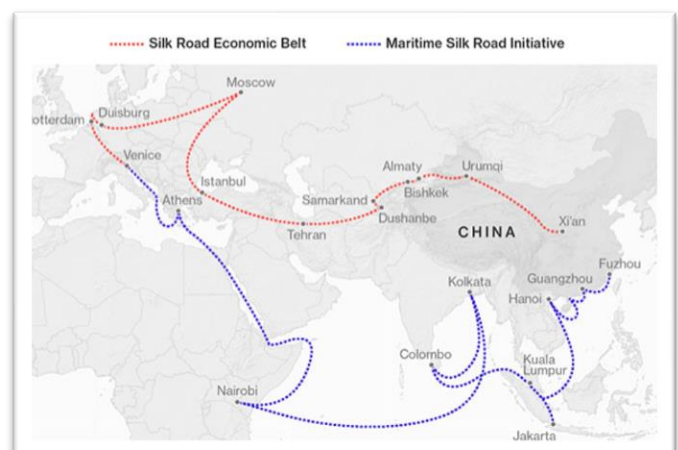 Silk Road Economic Belt
Maritime Silk Road Initiative
Moscow
otterdam
Duisburg
Venice
Istanbul
Athens
Almaty
Urumqi
Bishkek
Samarkand
Dushanbe
Tehran
Xi'an
CHINA
Fuzhou
Guangzhou
Kolkata
Hanoi
Colombo
Kuala
Lumpur
Nairobi
Jakarta